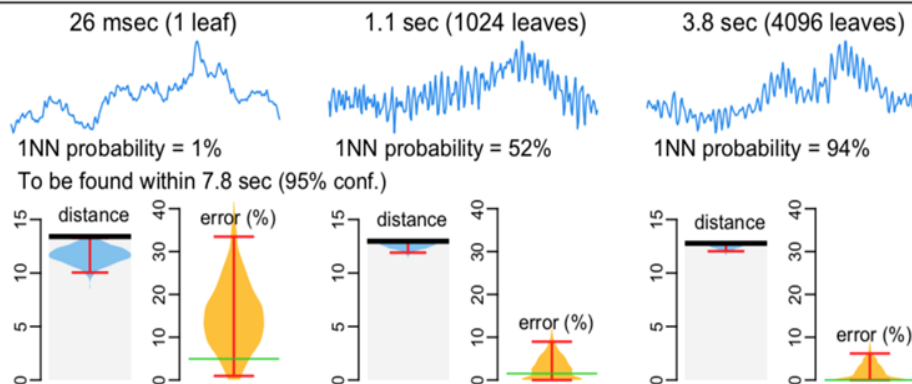 26 msec (1 leaf)
1.1 sec (1024 leaves)
3.8 sec (4096 leaves)
1NN probability = 1%
1NN probability = 52%
1NN probability = 94%
To be found within 7.8 sec (95% conf.)
distance
0 5 10 15
error (%)
0 10 20 30 40
distance
0 5 10 15
error (%)
0 10 20 30 40
distance
0 5 10 15
error (%)
0 10 20 30 40